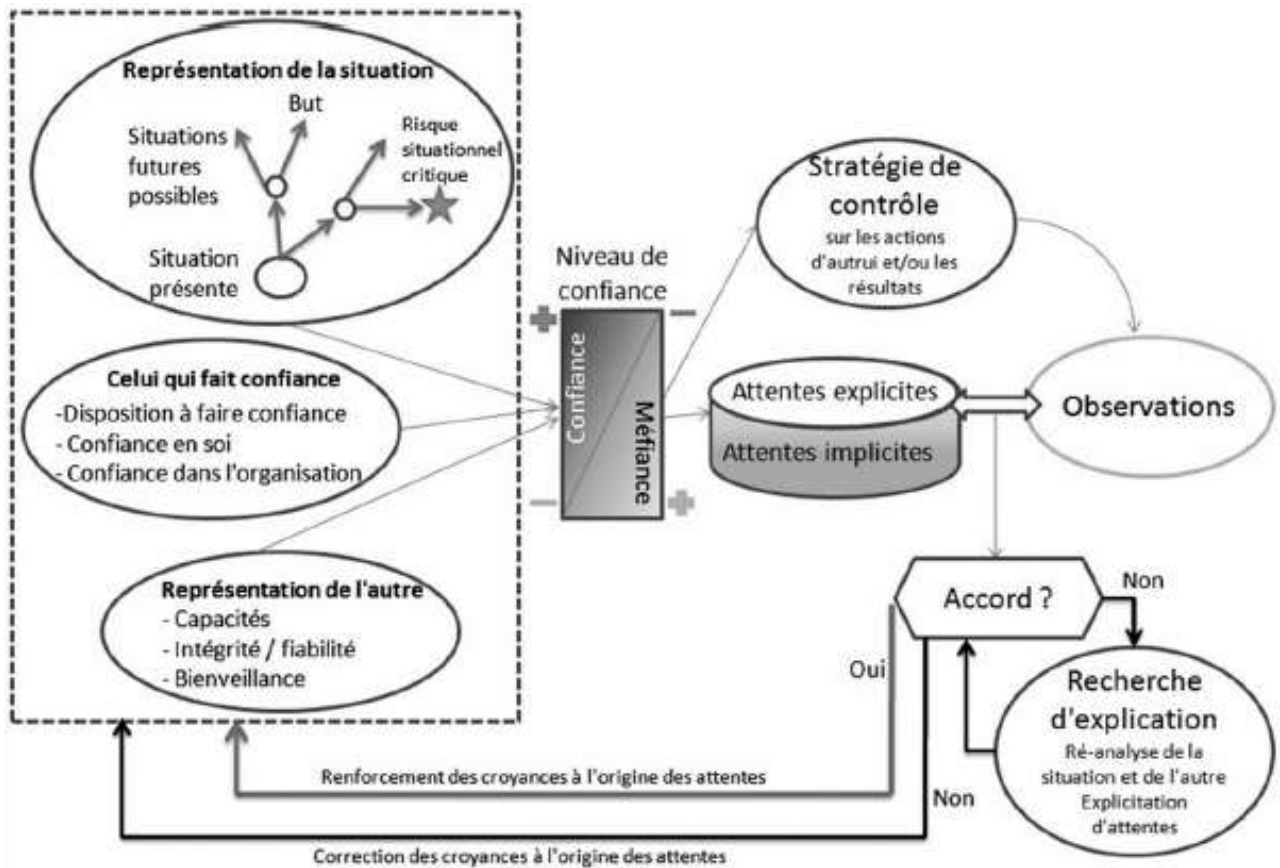 Représentation de la situation
But
Situations
futures
possibles
Risque
situationnel
critique
Situation
présente
Celui qui fait confiance
-Disposition à faire confiance
- Confiance en soi
- Confiance dans l'organisation
Représentation de l'autre
- Capacités
- Intégrité / fiabilité
- Bienveillance
Niveau de
confiance
+
−
Confiance
Méfiance
−
+
Stratégie de
contrôle
sur les actions
d'autrui et/ou les
résultats
Attentes explicites
Attentes implicites
Observations
Accord ?
Non
Oui
Recherche
d'explication
Ré-analyse de la
situation et de l'autre
Explicitation
d'attentes
Renforcement des croyances à l'origine des attentes
Non
Correction des croyances à l'origine des attentes